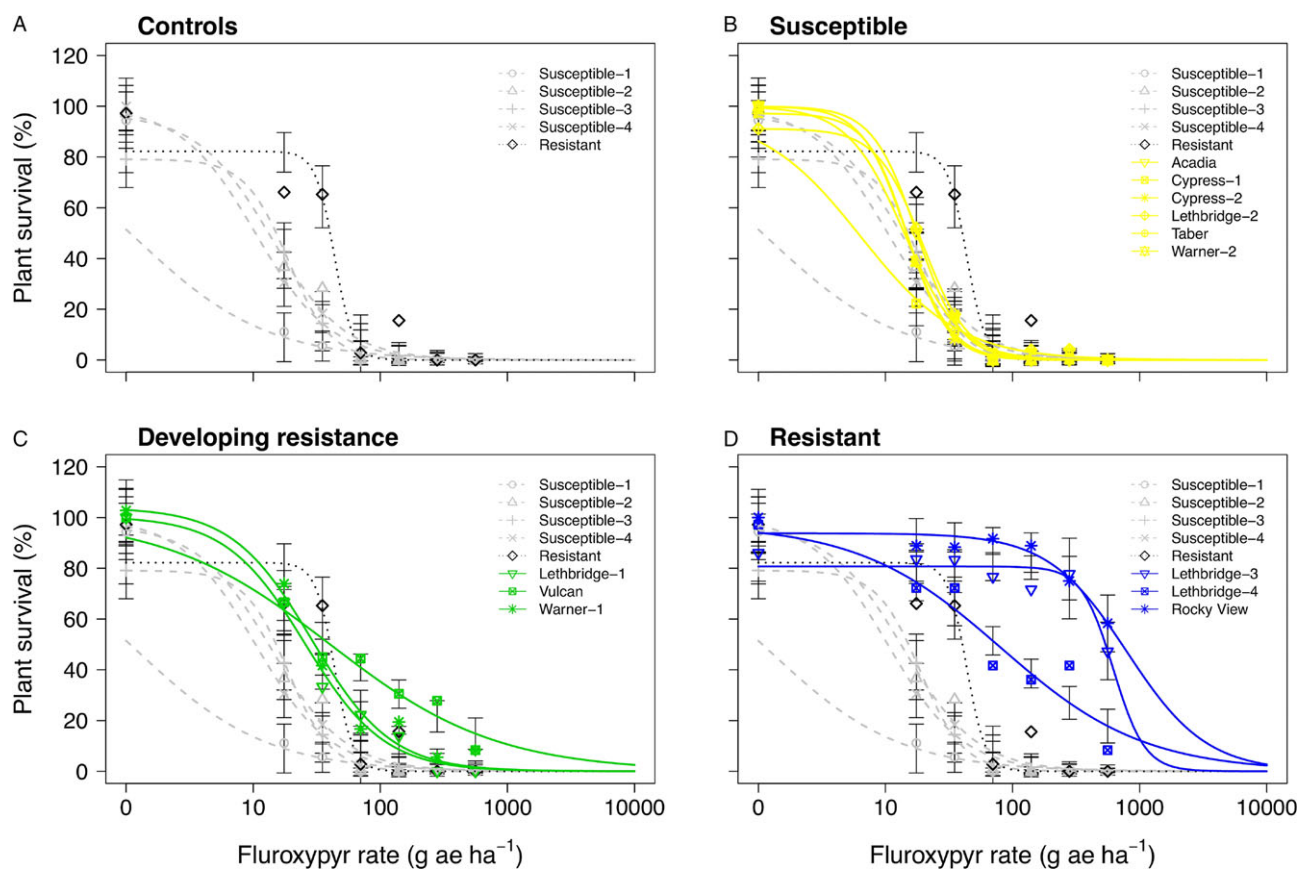 A Controls
120
100
80
60
40
20
0
Plant survival (%)
Susceptible−1
Susceptible−2
Susceptible−3
Susceptible−4
Resistant
B Susceptible
Susceptible−1
Susceptible−2
Susceptible−3
Susceptible−4
Resistant
Acadia
Cypress−1
Cypress−2
Lethbridge−2
Taber
Warner−2
C Developing resistance
120
100
80
60
40
20
0
Plant survival (%)
Susceptible−1
Susceptible−2
Susceptible−3
Susceptible−4
Resistant
Lethbridge−1
Vulcan
Warner−1
0 10 100 1000 10000
Fluroxypyr rate (g ae ha⁻¹)
D Resistant
Susceptible−1
Susceptible−2
Susceptible−3
Susceptible−4
Resistant
Lethbridge−3
Lethbridge−4
Rocky View
0 10 100 1000 10000
Fluroxypyr rate (g ae ha⁻¹)